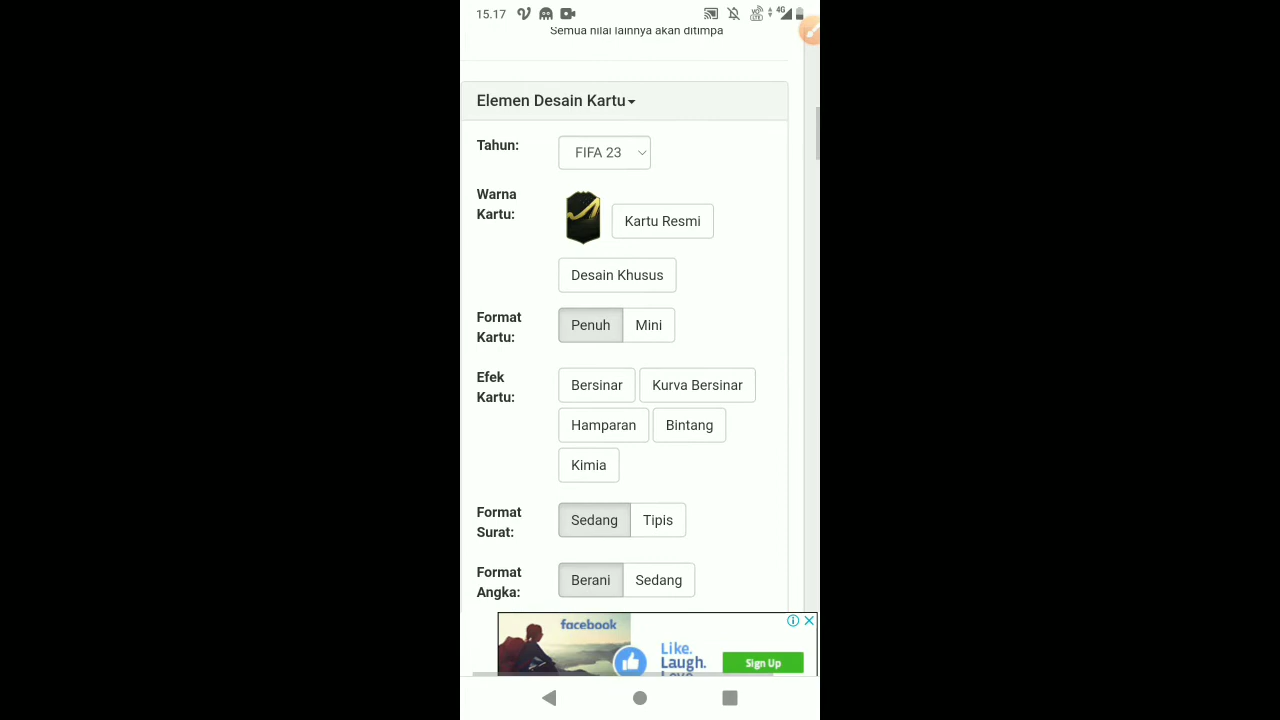 15.17
4G
Semua nilai lainnya akan ditimpa
Elemen Desain Kartu
Tahun:
FIFA 23
Warna
Kartu:
Kartu Resmi
Desain Khusus
Format
Kartu:
Penuh
Mini
Efek
Kartu:
Bersinar
Kurva Bersinar
Hamparan
Bintang
Kimia
Format
Surat:
Sedang
Tipis
Format
Angka:
Berani
Sedang
facebook
Like.
Laugh.
Sign Up